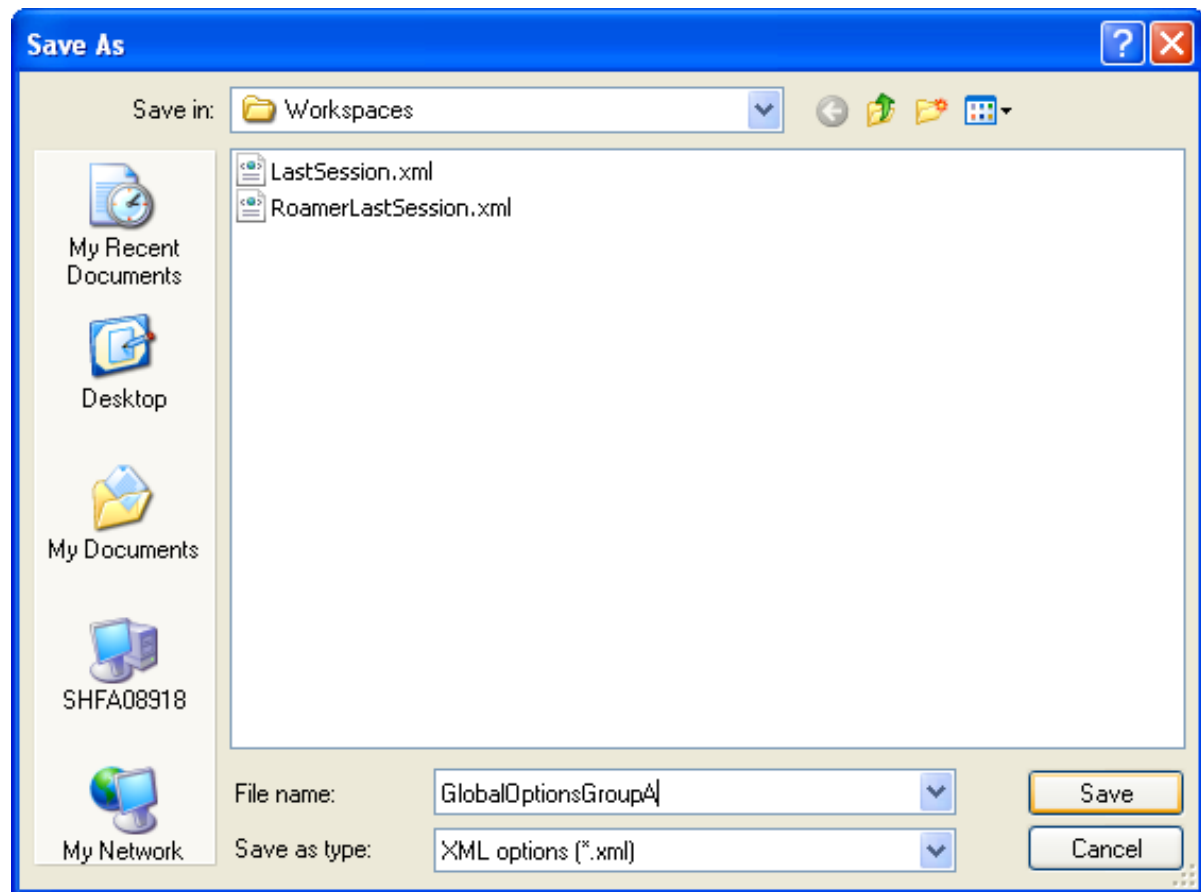 Save As
Save in:
Workspaces
LastSession.xml
RoamerLastSession.xml
My Recent
Documents
Desktop
My Documents
SHFA08918
My Network
File name:
GlobalOptionsGroupA
Save
Save as type:
XML options (*.xml)
Cancel